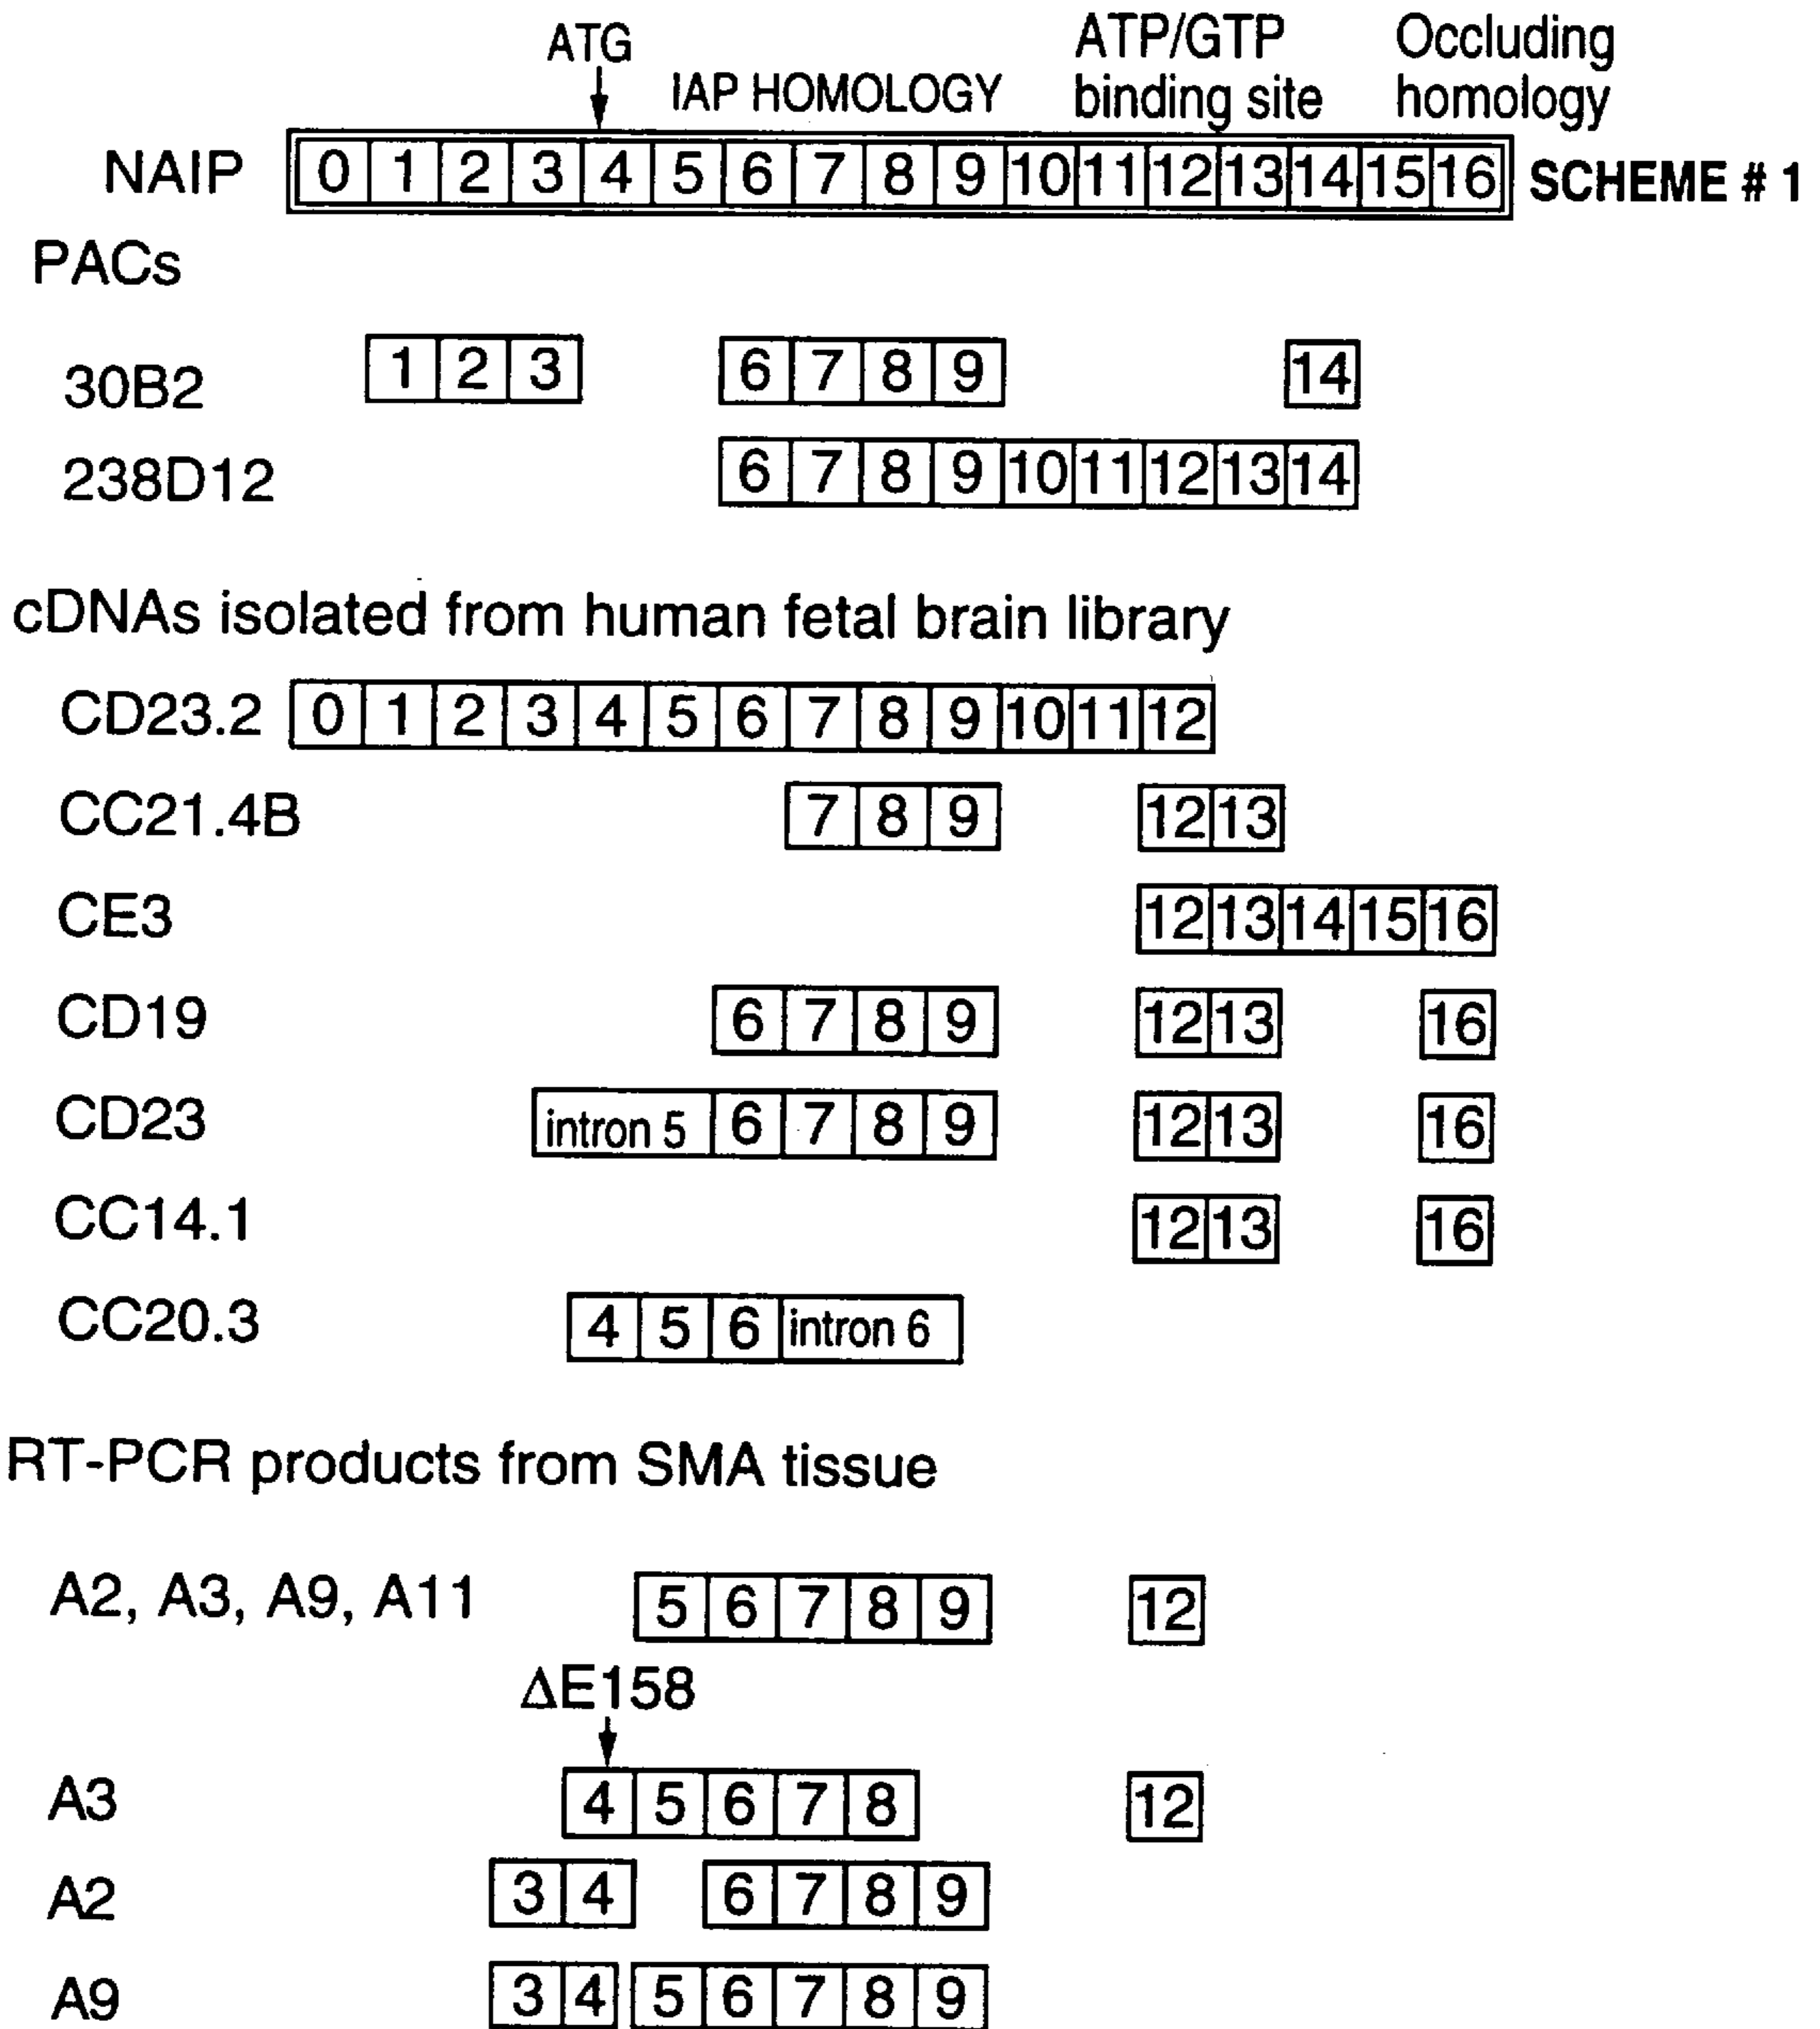 ATG
IAP HOMOLOGY
ATP/GTP
binding site
Occluding
homology
NAIP 0 1 2 3 4 5 6 7 8 9 10 11 12 13 14 15 16 SCHEME # 1
PACs
30B2 1 2 3 6 7 8 9 14
238D12 6 7 8 9 10 11 12 13 14
cDNAs isolated from human fetal brain library
CD23.2 0 1 2 3 4 5 6 7 8 9 10 11 12
CC21.4B 7 8 9 12 13
CE3 12 13 14 15 16
CD19 6 7 8 9 12 13 16
CD23 intron 5 6 7 8 9 12 13 16
CC14.1 12 13 16
CC20.3 4 5 6 intron 6
RT-PCR products from SMA tissue
A2, A3, A9, A11 5 6 7 8 9 12
ΔE158
A3 4 5 6 7 8 12
A2 3 4 6 7 8 9
A9 3 4 5 6 7 8 9